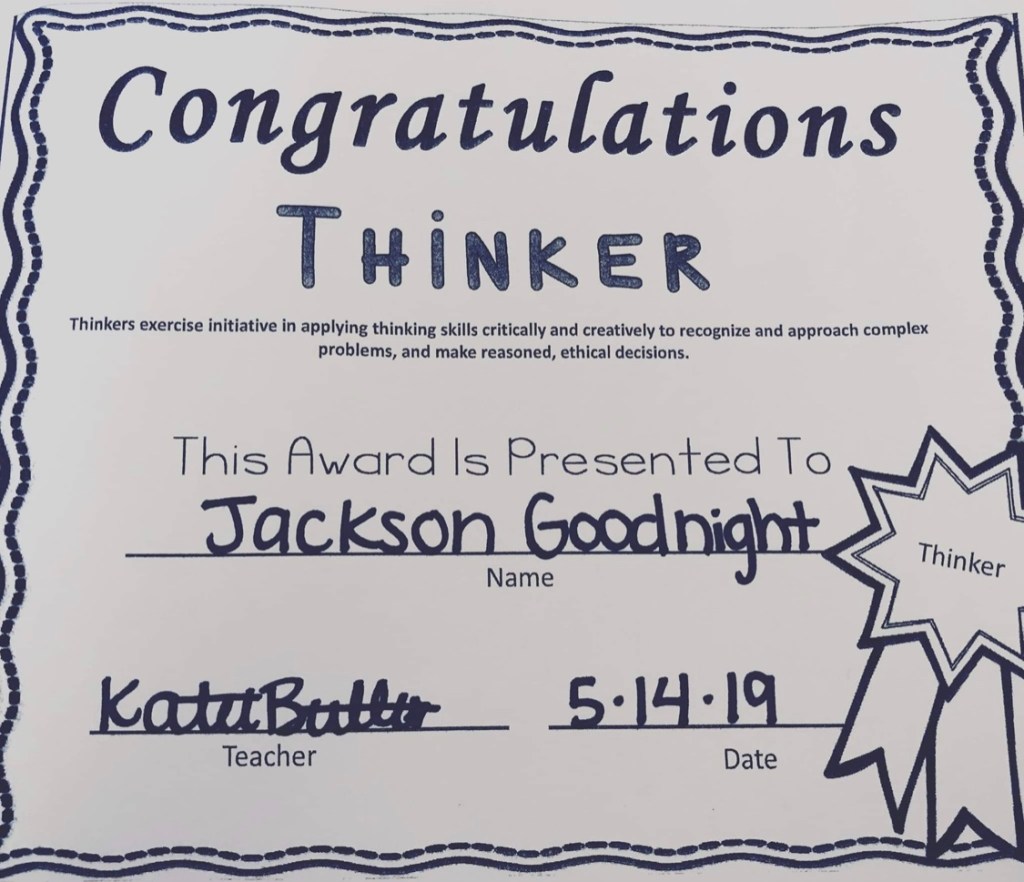 Congratulations
THiNKER
Thinkers exercise initiative in applying thinking skills critically and creatively to recognize and approach complex
problems, and make reasoned, ethical decisions.
This Award Is Presented To
Jackson Goodnight
Name
Thinker
5.14.19
Teacher
Date